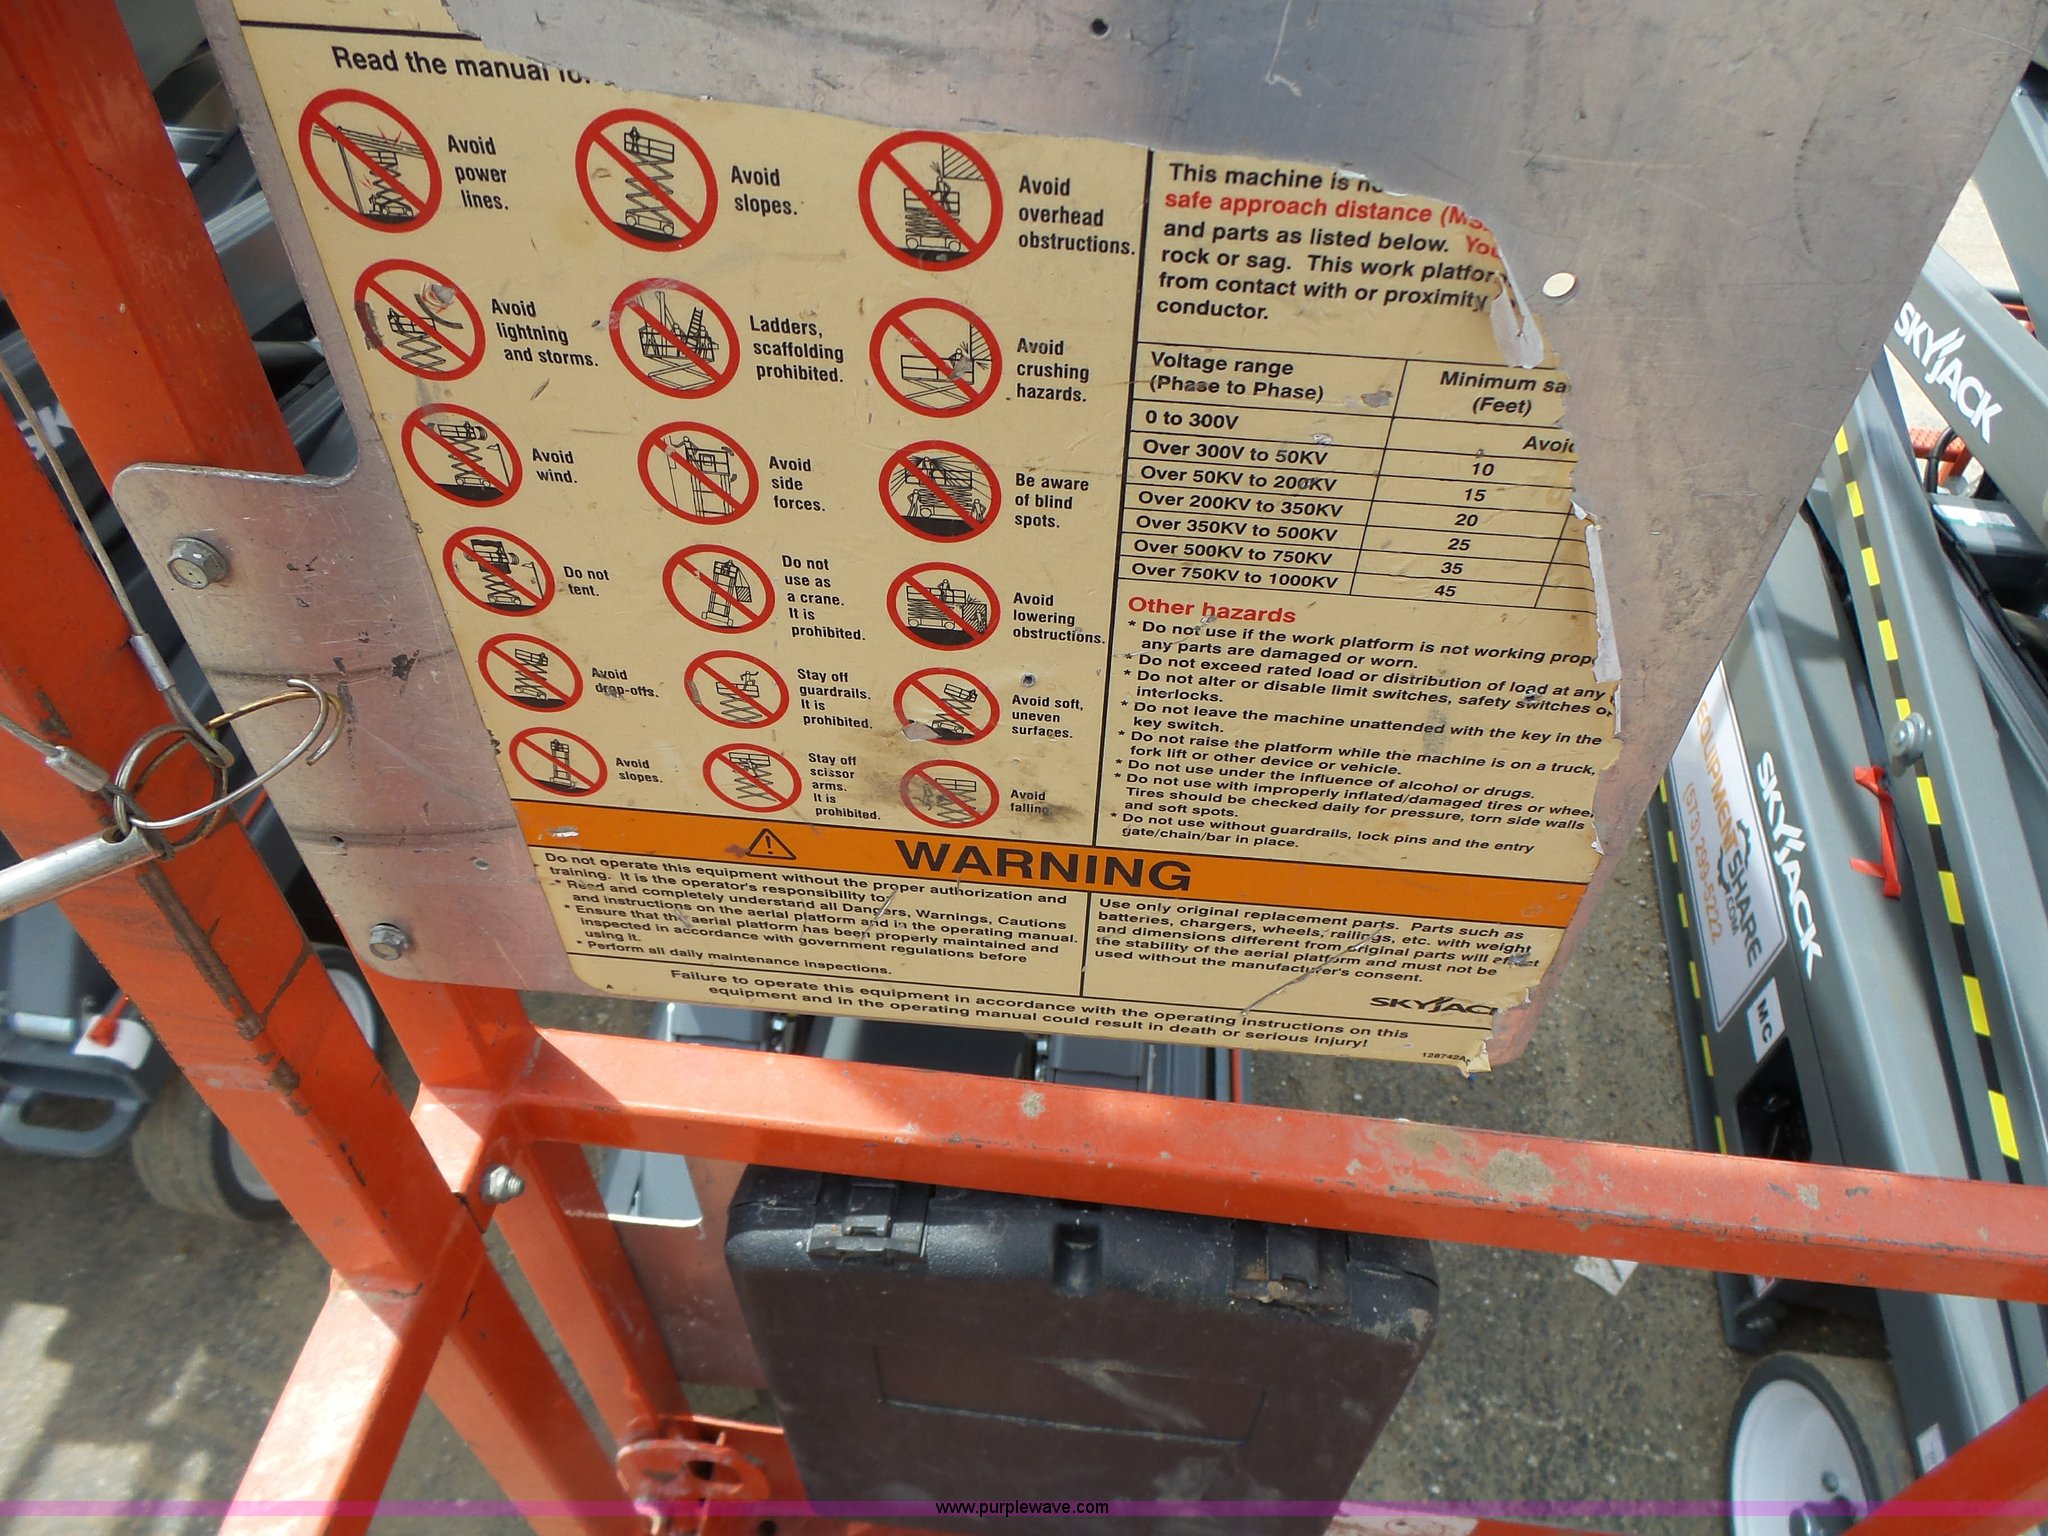 Read the manual for
Avoid
power
lines.
Avoid
slopes.
Avoid
overhead
obstructions.
Avoid
lightning
and storms.
Ladders,
scaffolding
prohibited.
Avoid
crushing
hazards.
Avoid
wind.
Avoid
side
forces.
Be aware
of blind
spots.
Do not
tent.
Do not
use as
a crane.
It is
prohibited.
Avoid
lowering
obstructions.
Avoid
drop-offs.
Stay off
guardrails.
It is
prohibited.
Avoid soft,
uneven
surfaces.
Avoid
slopes.
Stay off
scissor
arms.
It is
prohibited.
Avoid
falling.
This machine is
safe approach distance
and parts as listed below. You
rock or sag. This work platfor
from contact with or proximity
conductor.
Voltage range
(Phase to Phase)
Minimum sa
(Feet)
0 to 300V Avoid
Over 300V to 50KV 10
Over 50KV to 200KV 15
Over 200KV to 350KV 20
Over 350KV to 500KV 25
Over 500KV to 750KV 35
Over 750KV to 1000KV 45
Other hazards
* Do not use if the work platform is not working prope
any parts are damaged or worn.
* Do not exceed rated load or distribution of load at any
* Do not alter or disable limit switches, safety switches or
interlocks.
* Do not leave the machine unattended with the key in the
key switch.
* Do not raise the platform while the machine is on a truck,
fork lift or other device or vehicle.
* Do not use under the influence of alcohol or drugs.
* Do not use with improperly inflated/damaged tires or wheel
Tires should be checked daily for pressure, torn side walls
and soft spots.
* Do not use without guardrails, lock pins and the entry
gate/chain/bar in place.
WARNING
Do not operate this equipment without the proper authorization and
training. It is the operator's responsibility to:
* Read and completely understand all Dangers, Warnings, Cautions
and instructions on the aerial platform and in the operating manual.
* Ensure that the aerial platform has been properly maintained and
inspected in accordance with government regulations before
using it.
* Perform all daily maintenance inspections.
Use only original replacement parts. Parts such as
batteries, chargers, wheels, railings, etc. with weight
and dimensions different from original parts will effect
the stability of the aerial platform and must not be
used without the manufacturer's consent.
Failure to operate this equipment in accordance with the operating instructions on this
equipment and in the operating manual could result in death or serious injury!
SKYJACK
128742A
SKYJACK
SKYJACK
EQUIPMENTSHARE
.COM
(573) 299-5222
MC
www.purplewave.com